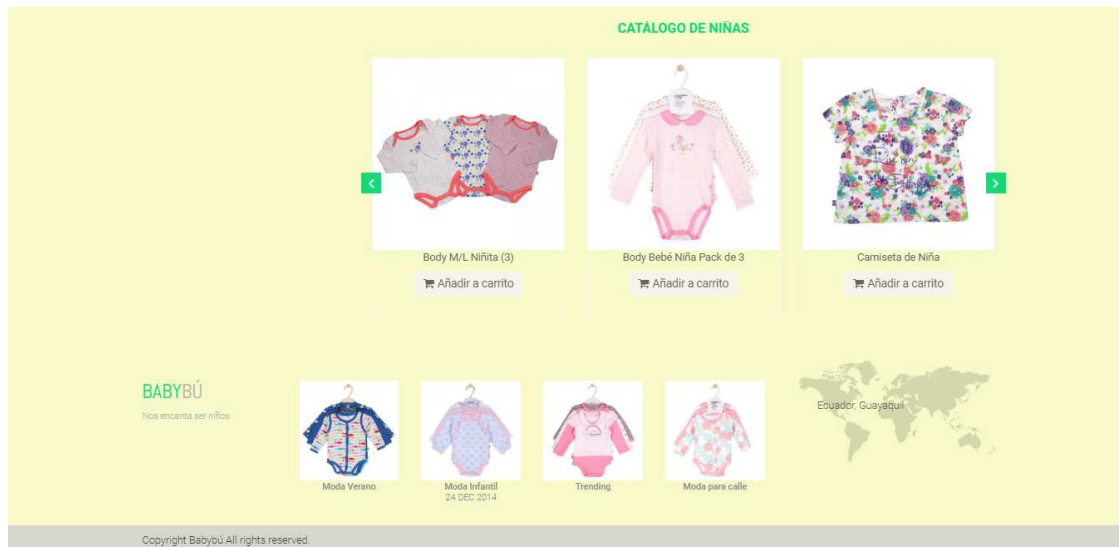 CATÁLOGO DE NIÑAS
Body M/L Niñita (3)
Añadir a carrito
Body Bebé Niña Pack de 3
Añadir a carrito
Camiseta de Niña
Añadir a carrito
BABYBÚ
Nos encanta ser niños
Moda Verano
Moda Infantil
24 DEC 2014
Trending
Moda para calle
Ecuador, Guayaquil
Copyright Babybú All rights reserved.